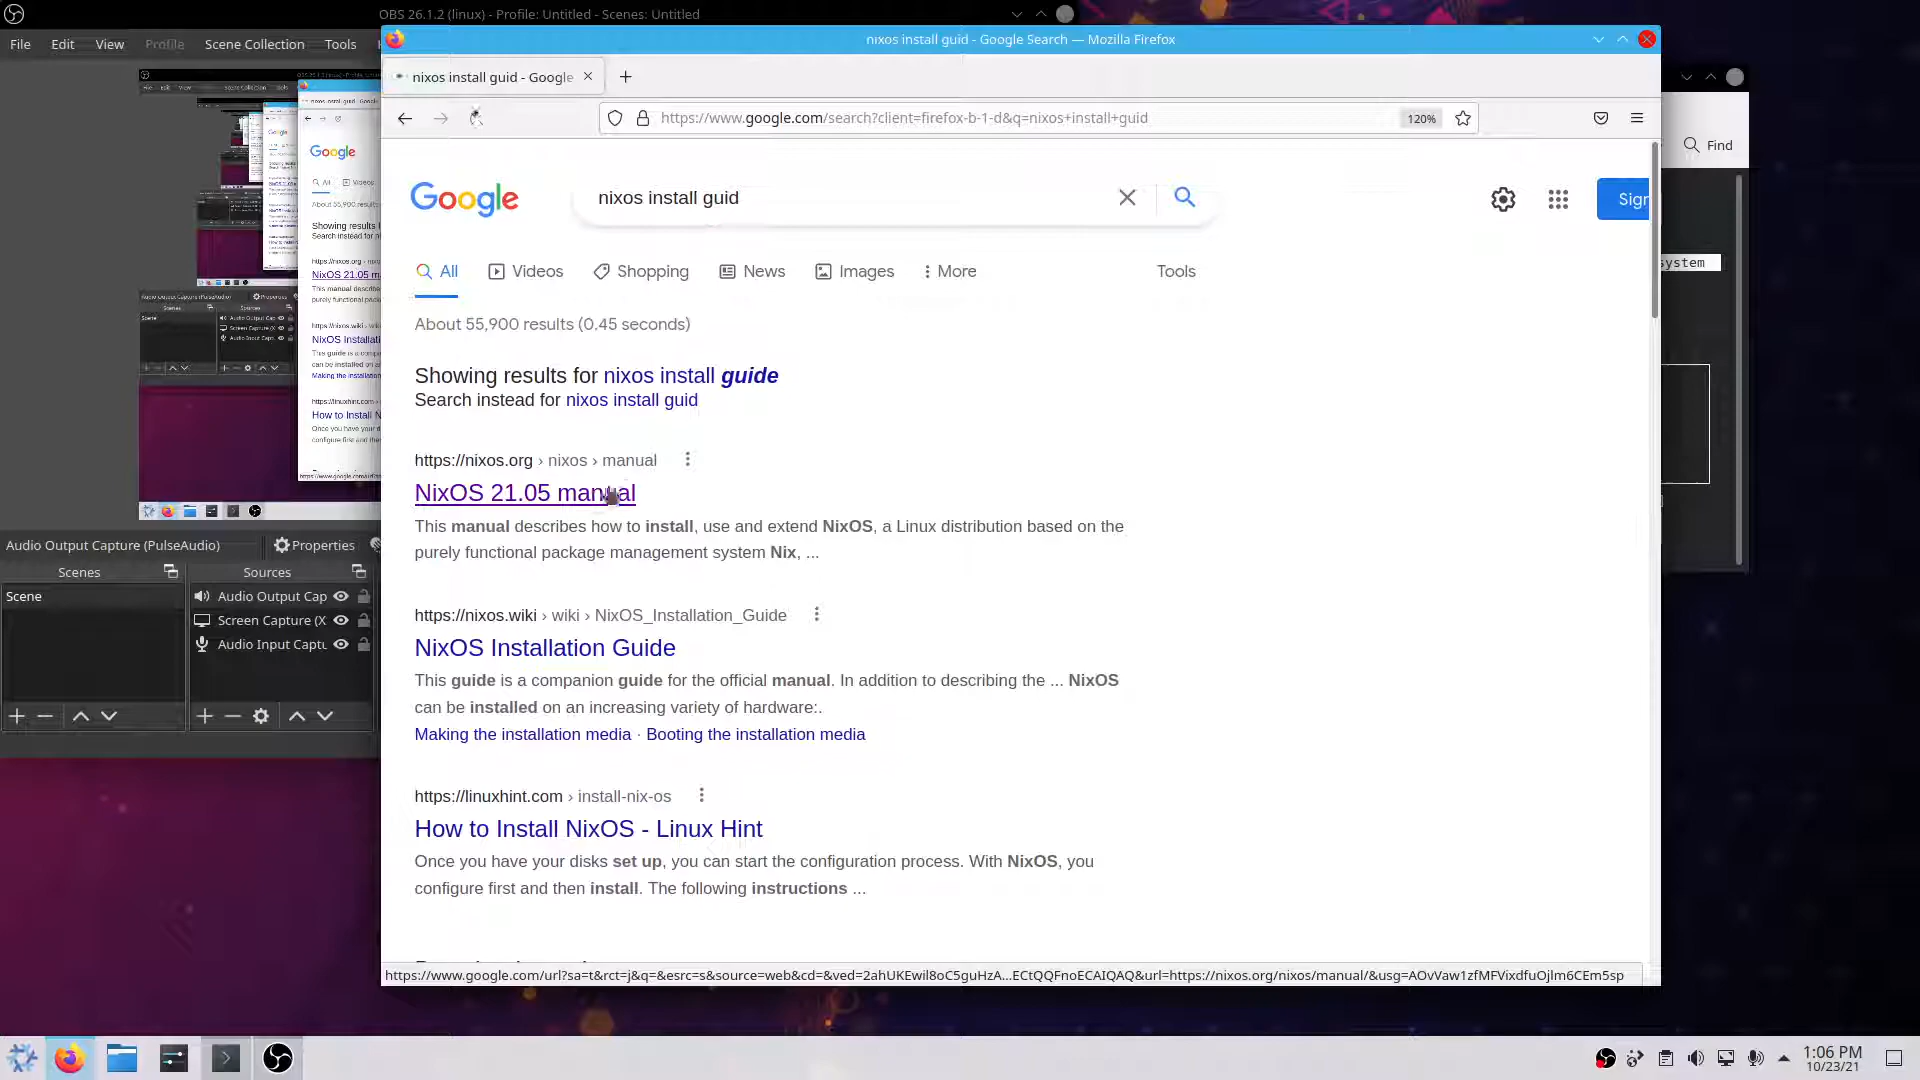 OBS 26.1.2 (linux) - Profile: Untitled - Scenes: Untitled
File Edit View Profile Scene Collection Tools
nixos install guid - Google Search — Mozilla Firefox
nixos install guid - Google
https://www.google.com/search?client=firefox-b-1-d&q=nixos+install+guid
120%
Find
Google
nixos install guid
Sign
All Videos Shopping News Images More Tools
About 55,900 results (0.45 seconds)
Showing results for nixos install guide
Search instead for nixos install guid
https://nixos.org › nixos › manual
NixOS 21.05 manual
This manual describes how to install, use and extend NixOS, a Linux distribution based on the
purely functional package management system Nix, ...
https://nixos.wiki › wiki › NixOS_Installation_Guide
NixOS Installation Guide
This guide is a companion guide for the official manual. In addition to describing the ... NixOS
can be installed on an increasing variety of hardware:.
Making the installation media · Booting the installation media
https://linuxhint.com › install-nix-os
How to Install NixOS - Linux Hint
Once you have your disks set up, you can start the configuration process. With NixOS, you
configure first and then install. The following instructions ...
https://www.google.com/url?sa=t&rct=j&q=&esrc=s&source=web&cd=&ved=2ahUKEwil8oC5guHzA...ECtQQFnoECAIQAQ&url=https://nixos.org/nixos/manual/&usg=AOvVaw1zfMFVixdfuOjlm6CEm5sp
system
Audio Output Capture (PulseAudio) Properties
Scenes Sources
Scene
Audio Output Cap
Screen Capture (X
Audio Input Captu
1:06 PM
10/23/21